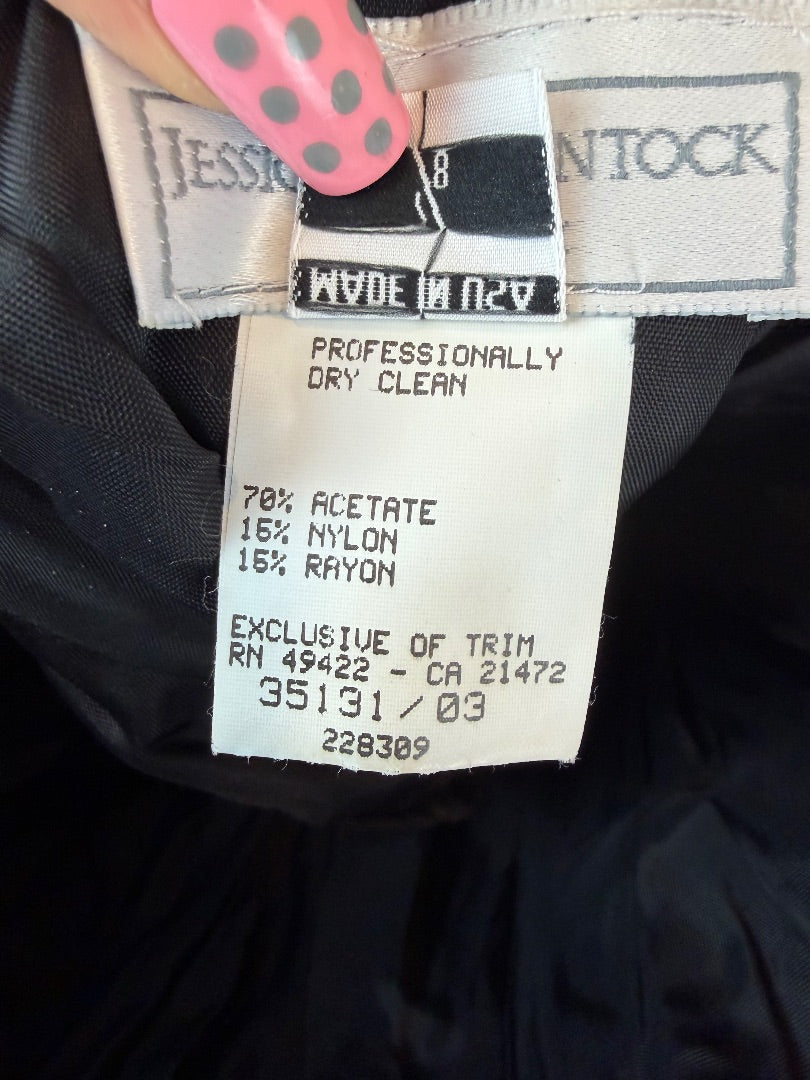 JESSI NTOCK
8
MADE IN USA
PROFESSIONALLY
DRY CLEAN
70% ACETATE
15% NYLON
15% RAYON
EXCLUSIVE OF TRIM
RN 49422 - CA 21472
35131/03
228309